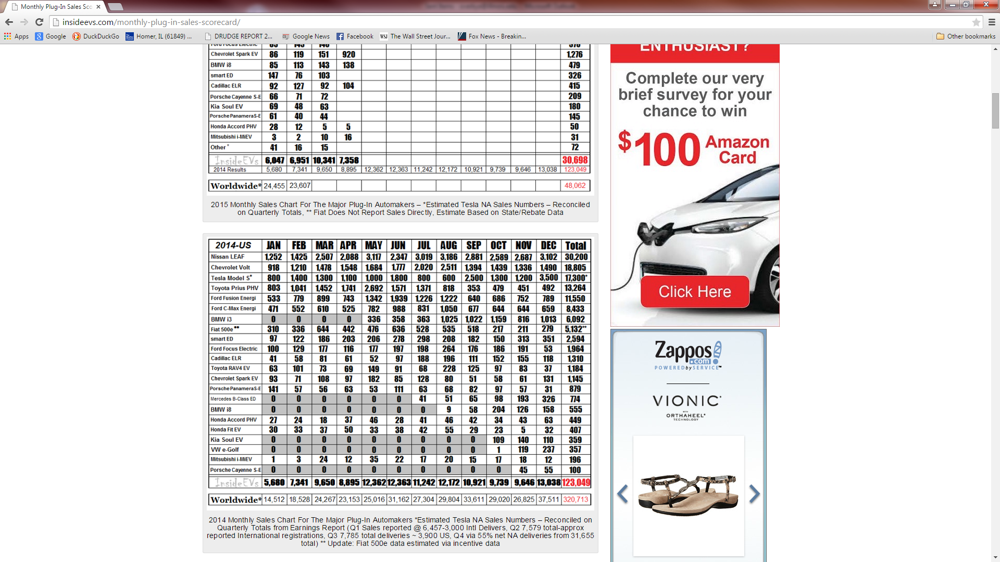 Monthly Plug-In Sales Sco
insideevs.com/monthly-plug-in-sales-scorecard/
Apps Google DuckDuckGo Homer, IL (61849) ... DRUDGE REPORT 2... Google News Facebook WSJ The Wall Street Jour... Fox News - Breakin... Other bookmarks
Ford Focus Electric 85 145 140 370
Chevrolet Spark EV 86 119 151 920 1,276
BMW i8 85 113 143 138 479
smart ED 147 76 103 326
Cadillac ELR 92 127 92 104 415
Porsche Cayenne S-E 66 71 72 209
Kia Soul EV 69 48 63 180
Porsche Panamera S-E 61 40 44 145
Honda Accord PHV 28 12 5 5 50
Mitsubishi i-MiEV 3 2 10 16 31
Other * 41 16 15 72
InsideEVs 6,047 6,951 10,341 7,358 30,698
2014 Results 5,680 7,341 9,650 8,895 12,362 12,363 11,242 12,172 10,921 9,739 9,646 13,038 123,049
Worldwide* 24,455 23,607 48,062
2015 Monthly Sales Chart For The Major Plug-In Automakers – *Estimated Tesla NA Sales Numbers – Reconciled
on Quarterly Totals, ** Fiat Does Not Report Sales Directly, Estimate Based on State/Rebate Data
2014-US JAN FEB MAR APR MAY JUN JUL AUG SEP OCT NOV DEC Total
Nissan LEAF 1,252 1,425 2,507 2,088 3,117 2,347 3,019 3,186 2,881 2,589 2,687 3,102 30,200
Chevrolet Volt 918 1,210 1,478 1,548 1,684 1,777 2,020 2,511 1,394 1,439 1,336 1,490 18,805
Tesla Model S* 800 1,400 1,300 1,100 1,000 1,800 800 600 2,500 1,300 1,200 3,500 17,300*
Toyota Prius PHV 803 1,041 1,452 1,741 2,692 1,571 1,371 818 353 479 451 492 13,264
Ford Fusion Energi 533 779 899 743 1,342 1,939 1,226 1,222 640 686 752 789 11,550
Ford C-Max Energi 471 552 610 525 782 988 831 1,050 677 644 644 659 8,433
BMW i3 0 0 0 0 336 358 363 1,025 1,022 1,159 816 1,013 6,092
Fiat 500e ** 310 336 644 442 476 636 528 535 518 217 211 279 5,132**
smart ED 97 122 186 203 206 278 298 208 182 150 313 351 2,594
Ford Focus Electric 100 129 177 116 177 197 198 264 176 186 191 53 1,964
Cadillac ELR 41 58 81 61 52 97 188 196 111 152 155 118 1,310
Toyota RAV4 EV 63 101 73 69 149 91 68 228 125 97 83 37 1,184
Chevrolet Spark EV 93 71 108 97 182 85 128 80 51 58 61 131 1,145
Porsche Panamera S-E 141 57 56 63 53 111 63 68 82 97 57 31 879
Mercedes B-Class ED 0 0 0 0 0 0 41 51 65 98 193 326 774
BMW i8 0 0 0 0 0 0 0 9 58 204 126 158 555
Honda Accord PHV 27 24 18 37 46 28 41 46 42 34 43 63 449
Honda Fit EV 30 33 37 50 33 38 42 55 29 23 5 32 407
Kia Soul EV 0 0 0 0 0 0 0 0 0 109 140 110 359
VW e-Golf 0 0 0 0 0 0 0 0 0 1 119 237 357
Mitsubishi i-MiEV 1 3 24 12 35 22 17 20 15 17 18 12 196
Porsche Cayenne S-E 0 0 0 0 0 0 0 0 0 0 45 55 100
InsideEVs 5,680 7,341 9,650 8,895 12,362 12,363 11,242 12,172 10,921 9,739 9,646 13,038 123,049
Worldwide* 14,512 18,528 24,267 23,153 25,016 31,162 27,304 29,804 33,611 29,020 26,825 37,511 320,713
2014 Monthly Sales Chart For The Major Plug-In Automakers *Estimated Tesla NA Sales Numbers – Reconciled on
Quarterly Totals from Earnings Report (Q1 Sales reported @ 6,457-3,000 Intl Delivers, Q2 7,579 total-approx
reported International registrations, Q3 7,785 total deliveries ~ 3,900 US, Q4 via 55% net NA deliveries from 31,655
total) ** Update: Fiat 500e data estimated via incentive data
ENTHUSIAST?
Complete our very
brief survey for your
chance to win
$100 Amazon
Card
Click Here
Zappos
.com
POWERED by SERVICE™
VIONIC
WITH
ORTHAHEEL
TECHNOLOGY